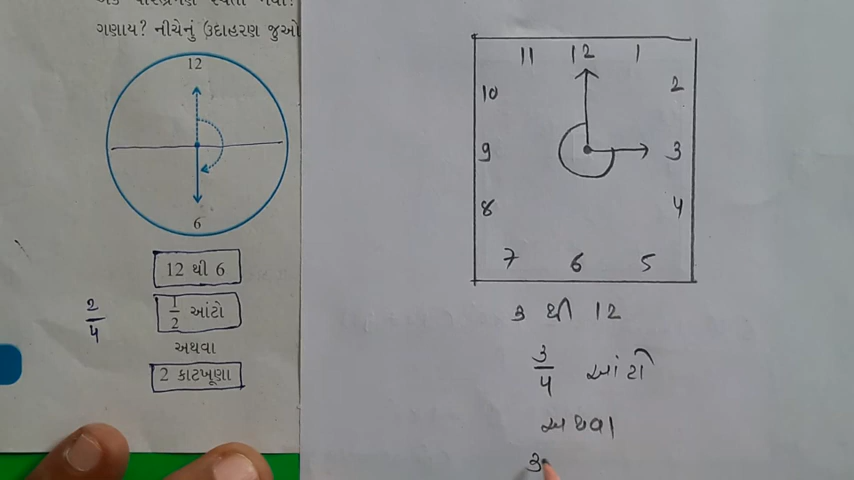 ગણાય? નીચેનું ઉદાહરણ જુઓ
12
6
12 થી 6
1/2 આંટો
અથવા
2 કાટખૂણા
2/4
11 12 1
10 2
9 3
8 4
7 6 5
3 થી 12
3/4 આંટો
અથવા
3